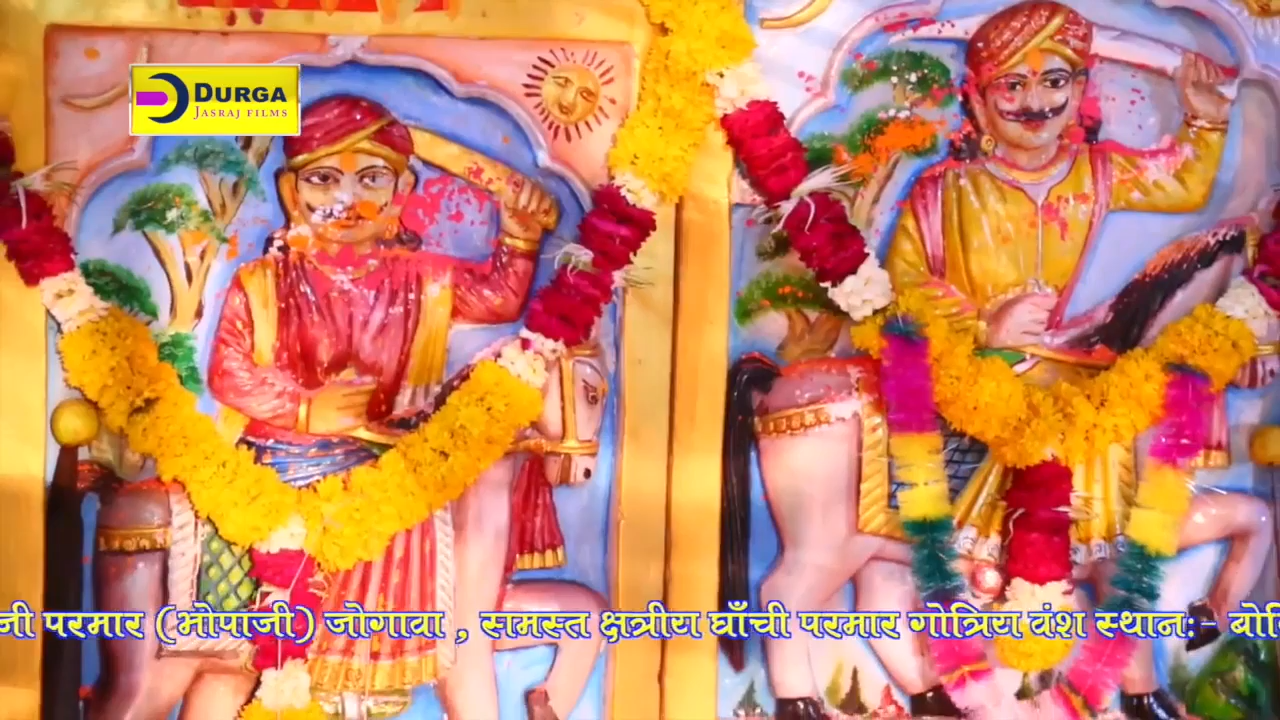 DURGA
JASRAJ FILMS
परमार (भोपाजी) जोगावा , समस्त क्षत्रीय घाँची परमार गोत्रिय वंश स्थान:-